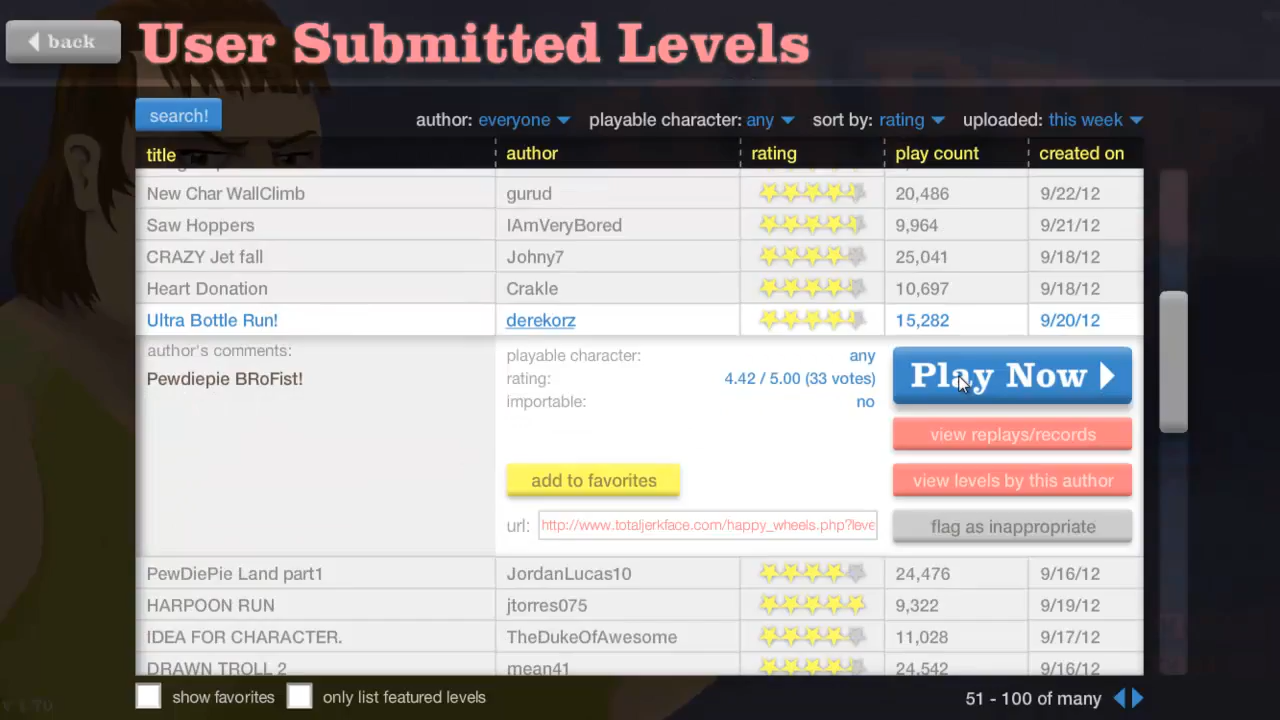 back
User Submitted Levels
search!
author: everyone playable character: any sort by: rating uploaded: this week
title author rating play count created on
New Char WallClimb gurud 20,486 9/22/12
Saw Hoppers IAmVeryBored 9,964 9/21/12
CRAZY Jet fall Johny7 25,041 9/18/12
Heart Donation Crakle 10,697 9/18/12
Ultra Bottle Run! derekorz 15,282 9/20/12
author's comments:
Pewdiepie BRoFist!
playable character: any
rating: 4.42 / 5.00 (33 votes)
importable: no
Play Now
view replays/records
add to favorites
view levels by this author
url: http://www.totaljerkface.com/happy_wheels.php?leve
flag as inappropriate
PewDiePie Land part1 JordanLucas10 24,476 9/16/12
HARPOON RUN jtorres075 9,322 9/19/12
IDEA FOR CHARACTER. TheDukeOfAwesome 11,028 9/17/12
DRAWN TROLL 2 mean41 24,542 9/16/12
show favorites only list featured levels 51 - 100 of many